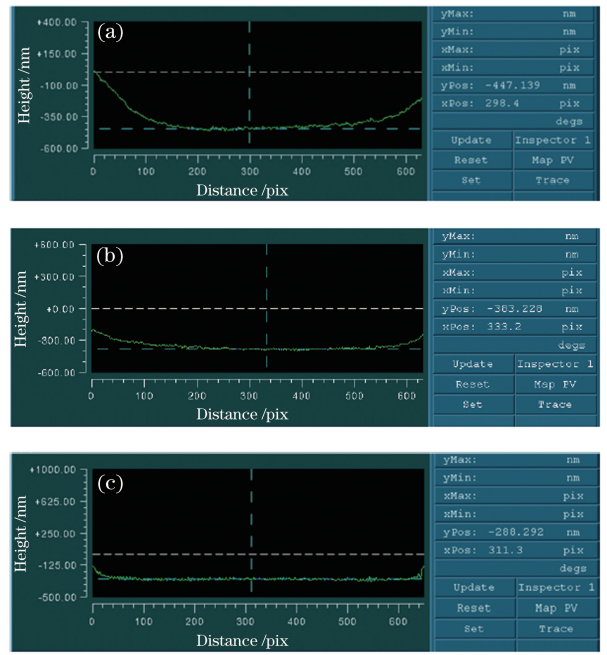 (a)
Height /nm
+400.00
+150.00
-100.00
-350.00
-600.00
0 100 200 300 400 500 600
Distance /pix
yMax: nm
yMin: nm
xMax: pix
xMin: pix
yPos: -447.139 nm
xPos: 298.4 pix
degs
Update Inspector 1
Reset Map PV
Set Trace
(b)
Height /nm
+600.00
+300.00
+0.00
-300.00
-600.00
0 100 200 300 400 500 600
Distance /pix
yMax: nm
yMin: nm
xMax: pix
xMin: pix
yPos: -383.228 nm
xPos: 333.2 pix
degs
Update Inspector 1
Reset Map PV
Set Trace
(c)
Height /nm
+1000.00
+625.00
+250.00
-125.00
-500.00
0 100 200 300 400 500 600
Distance /pix
yMax: nm
yMin: nm
xMax: pix
xMin: pix
yPos: -288.292 nm
xPos: 311.3 pix
degs
Update Inspector 1
Reset Map PV
Set Trace